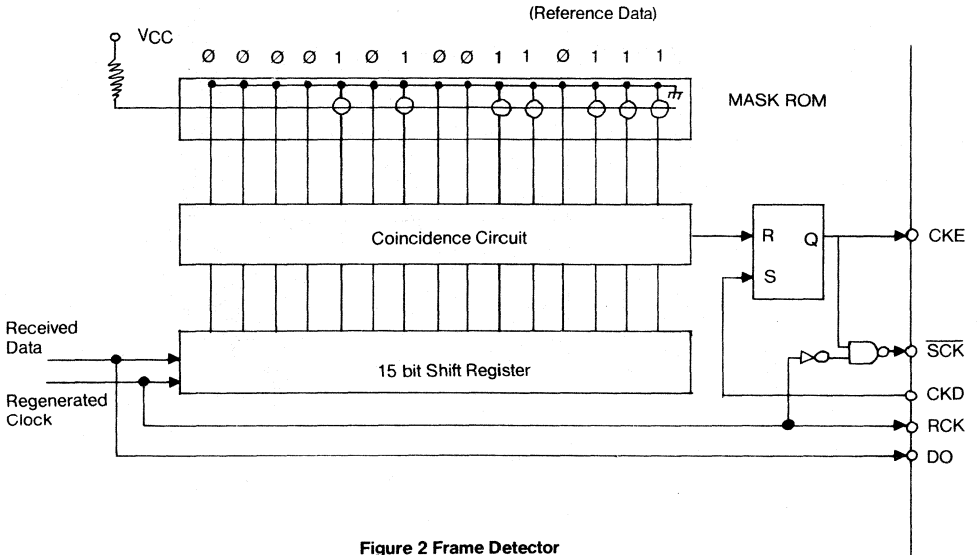 (Reference Data)
VCC
Ø Ø Ø Ø 1 Ø 1 Ø Ø 1 1 Ø 1 1 1
MASK ROM
Coincidence Circuit
R Q
S
CKE
Received
Data
15 bit Shift Register
SCK
CKD
Regenerated
Clock
RCK
DO
Figure 2 Frame Detector